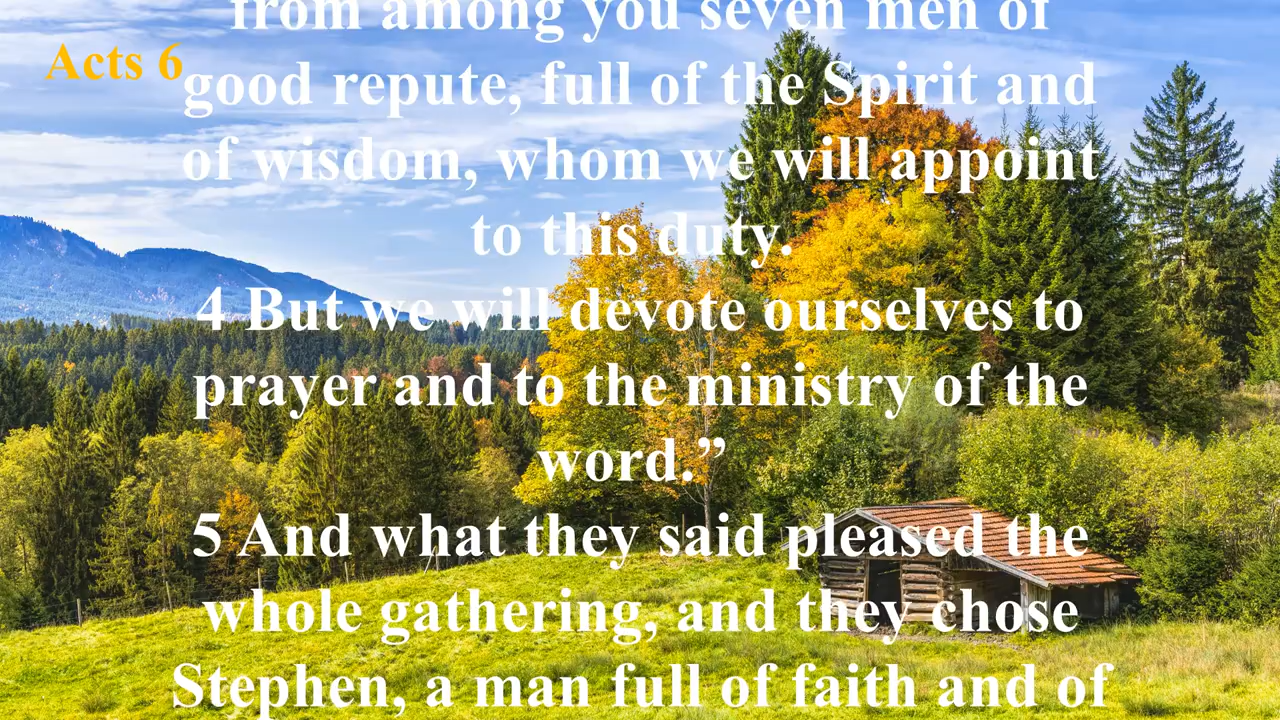 from among you seven men of
Acts 6
good repute, full of the Spirit and
of wisdom, whom we will appoint
to this duty.
4 But we will devote ourselves to
prayer and to the ministry of the
word.”
5 And what they said pleased the
whole gathering, and they chose
Stephen, a man full of faith and of